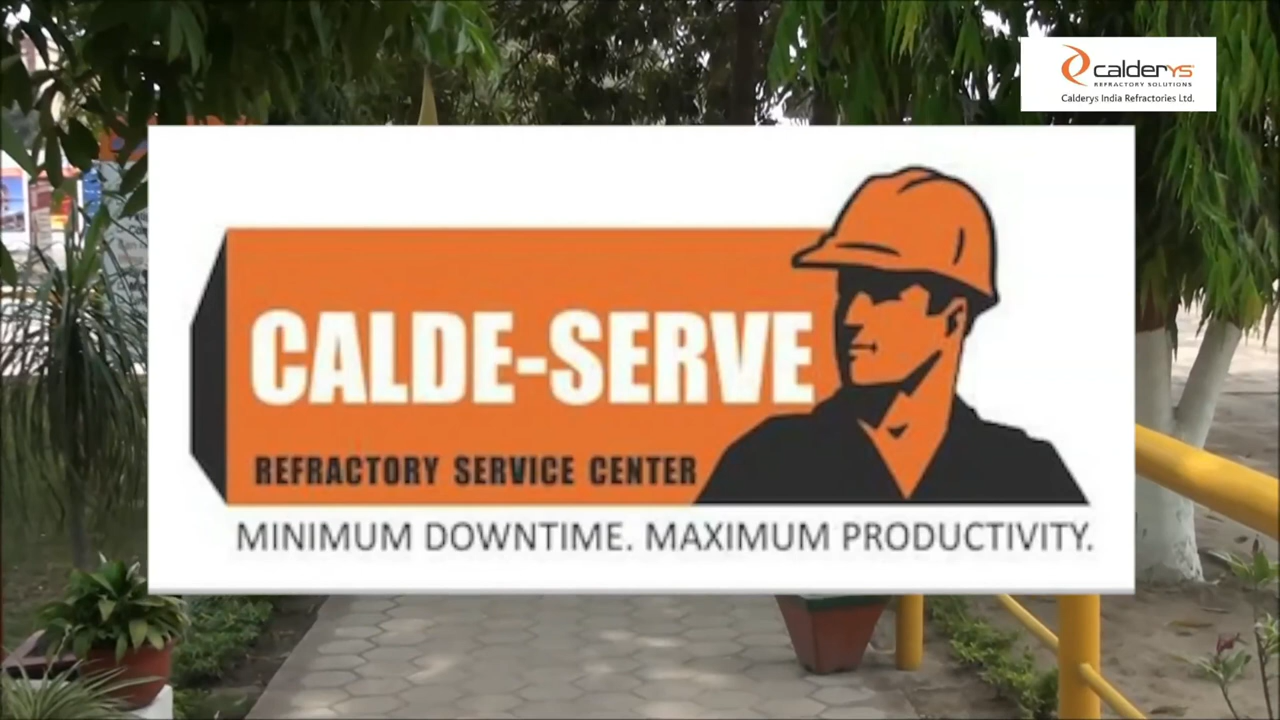 calderys
REFRACTORY SOLUTIONS
Calderys India Refractories Ltd.
CALDE-SERVE
REFRACTORY SERVICE CENTER
MINIMUM DOWNTIME. MAXIMUM PRODUCTIVITY.